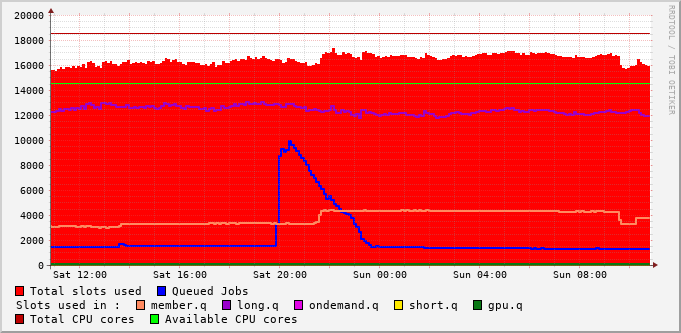 20000
18000
16000
14000
12000
10000
8000
6000
4000
2000
0
Sat 12:00 Sat 16:00 Sat 20:00 Sun 00:00 Sun 04:00 Sun 08:00
Total slots used Queued Jobs
Slots used in : member.q long.q ondemand.q short.q gpu.q
Total CPU cores Available CPU cores
RRDTOOL / TOBI OETIKER